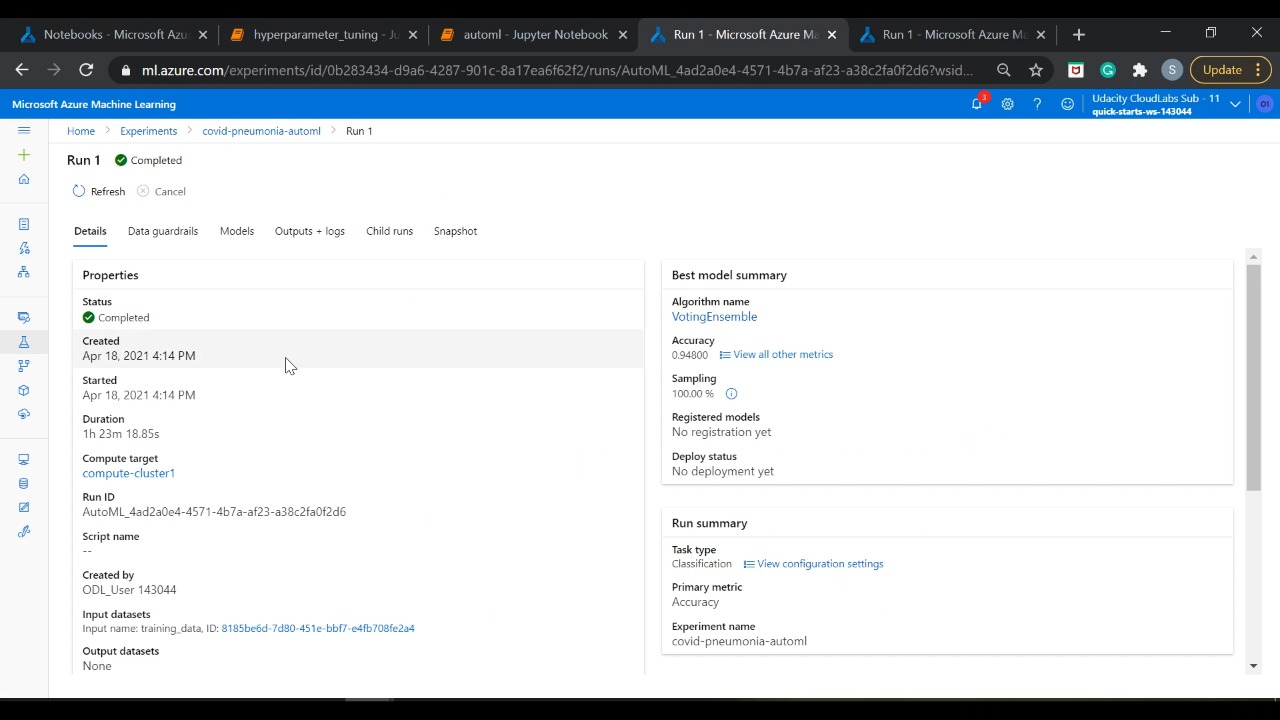 Notebooks - Microsoft Azu
hyperparameter_tuning - Ju
automl - Jupyter Notebook
Run 1 - Microsoft Azure Ma
Run 1 - Microsoft Azure Ma
ml.azure.com/experiments/id/0b283434-d9a6-4287-901c-8a17ea6f62f2/runs/AutoML_4ad2a0e4-4571-4b7a-af23-a38c2fa0f2d6?wsid...
S
Update
Microsoft Azure Machine Learning
3
Udacity CloudLabs Sub - 11
quick-starts-ws-143044
OI
Home > Experiments > covid-pneumonia-automl > Run 1
Run 1 Completed
Refresh Cancel
Details Data guardrails Models Outputs + logs Child runs Snapshot
Properties
Status
Completed
Created
Apr 18, 2021 4:14 PM
Started
Apr 18, 2021 4:14 PM
Duration
1h 23m 18.85s
Compute target
compute-cluster1
Run ID
AutoML_4ad2a0e4-4571-4b7a-af23-a38c2fa0f2d6
Script name
--
Created by
ODL_User 143044
Input datasets
Input name: training_data, ID: 8185be6d-7d80-451e-bbf7-e4fb708fe2a4
Output datasets
None
Best model summary
Algorithm name
VotingEnsemble
Accuracy
0.94800 View all other metrics
Sampling
100.00 %
Registered models
No registration yet
Deploy status
No deployment yet
Run summary
Task type
Classification View configuration settings
Primary metric
Accuracy
Experiment name
covid-pneumonia-automl